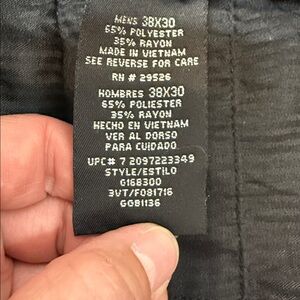 MENS 38X30
65% POLYESTER
35% RAYON
MADE IN VIETNAM
SEE REVERSE FOR CARE
RN # 29526
HOMBRES 38X30
65% POLYESTER
35% RAYON
HECHO EN VIETNAM
VER AL DORSO
PARA CUIDADO
UPC# 7 2097223349
STYLE/ESTILO
G168300
3VT/F081716
GOB1136